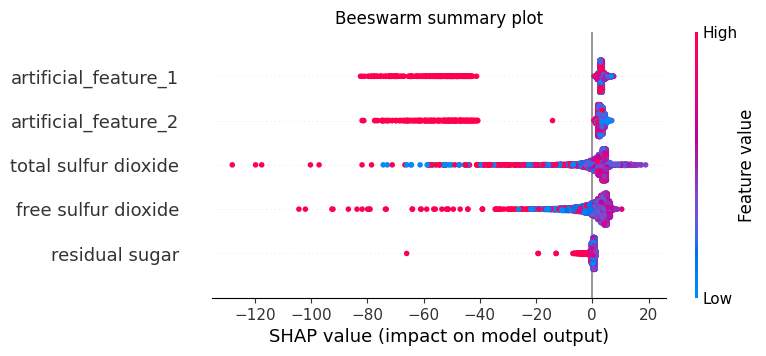 Beeswarm summary plot
High
artificial_feature_1
artificial_feature_2
total sulfur dioxide
free sulfur dioxide
residual sugar
Feature value
Low
−120 −100 −80 −60 −40 −20 0 20
SHAP value (impact on model output)